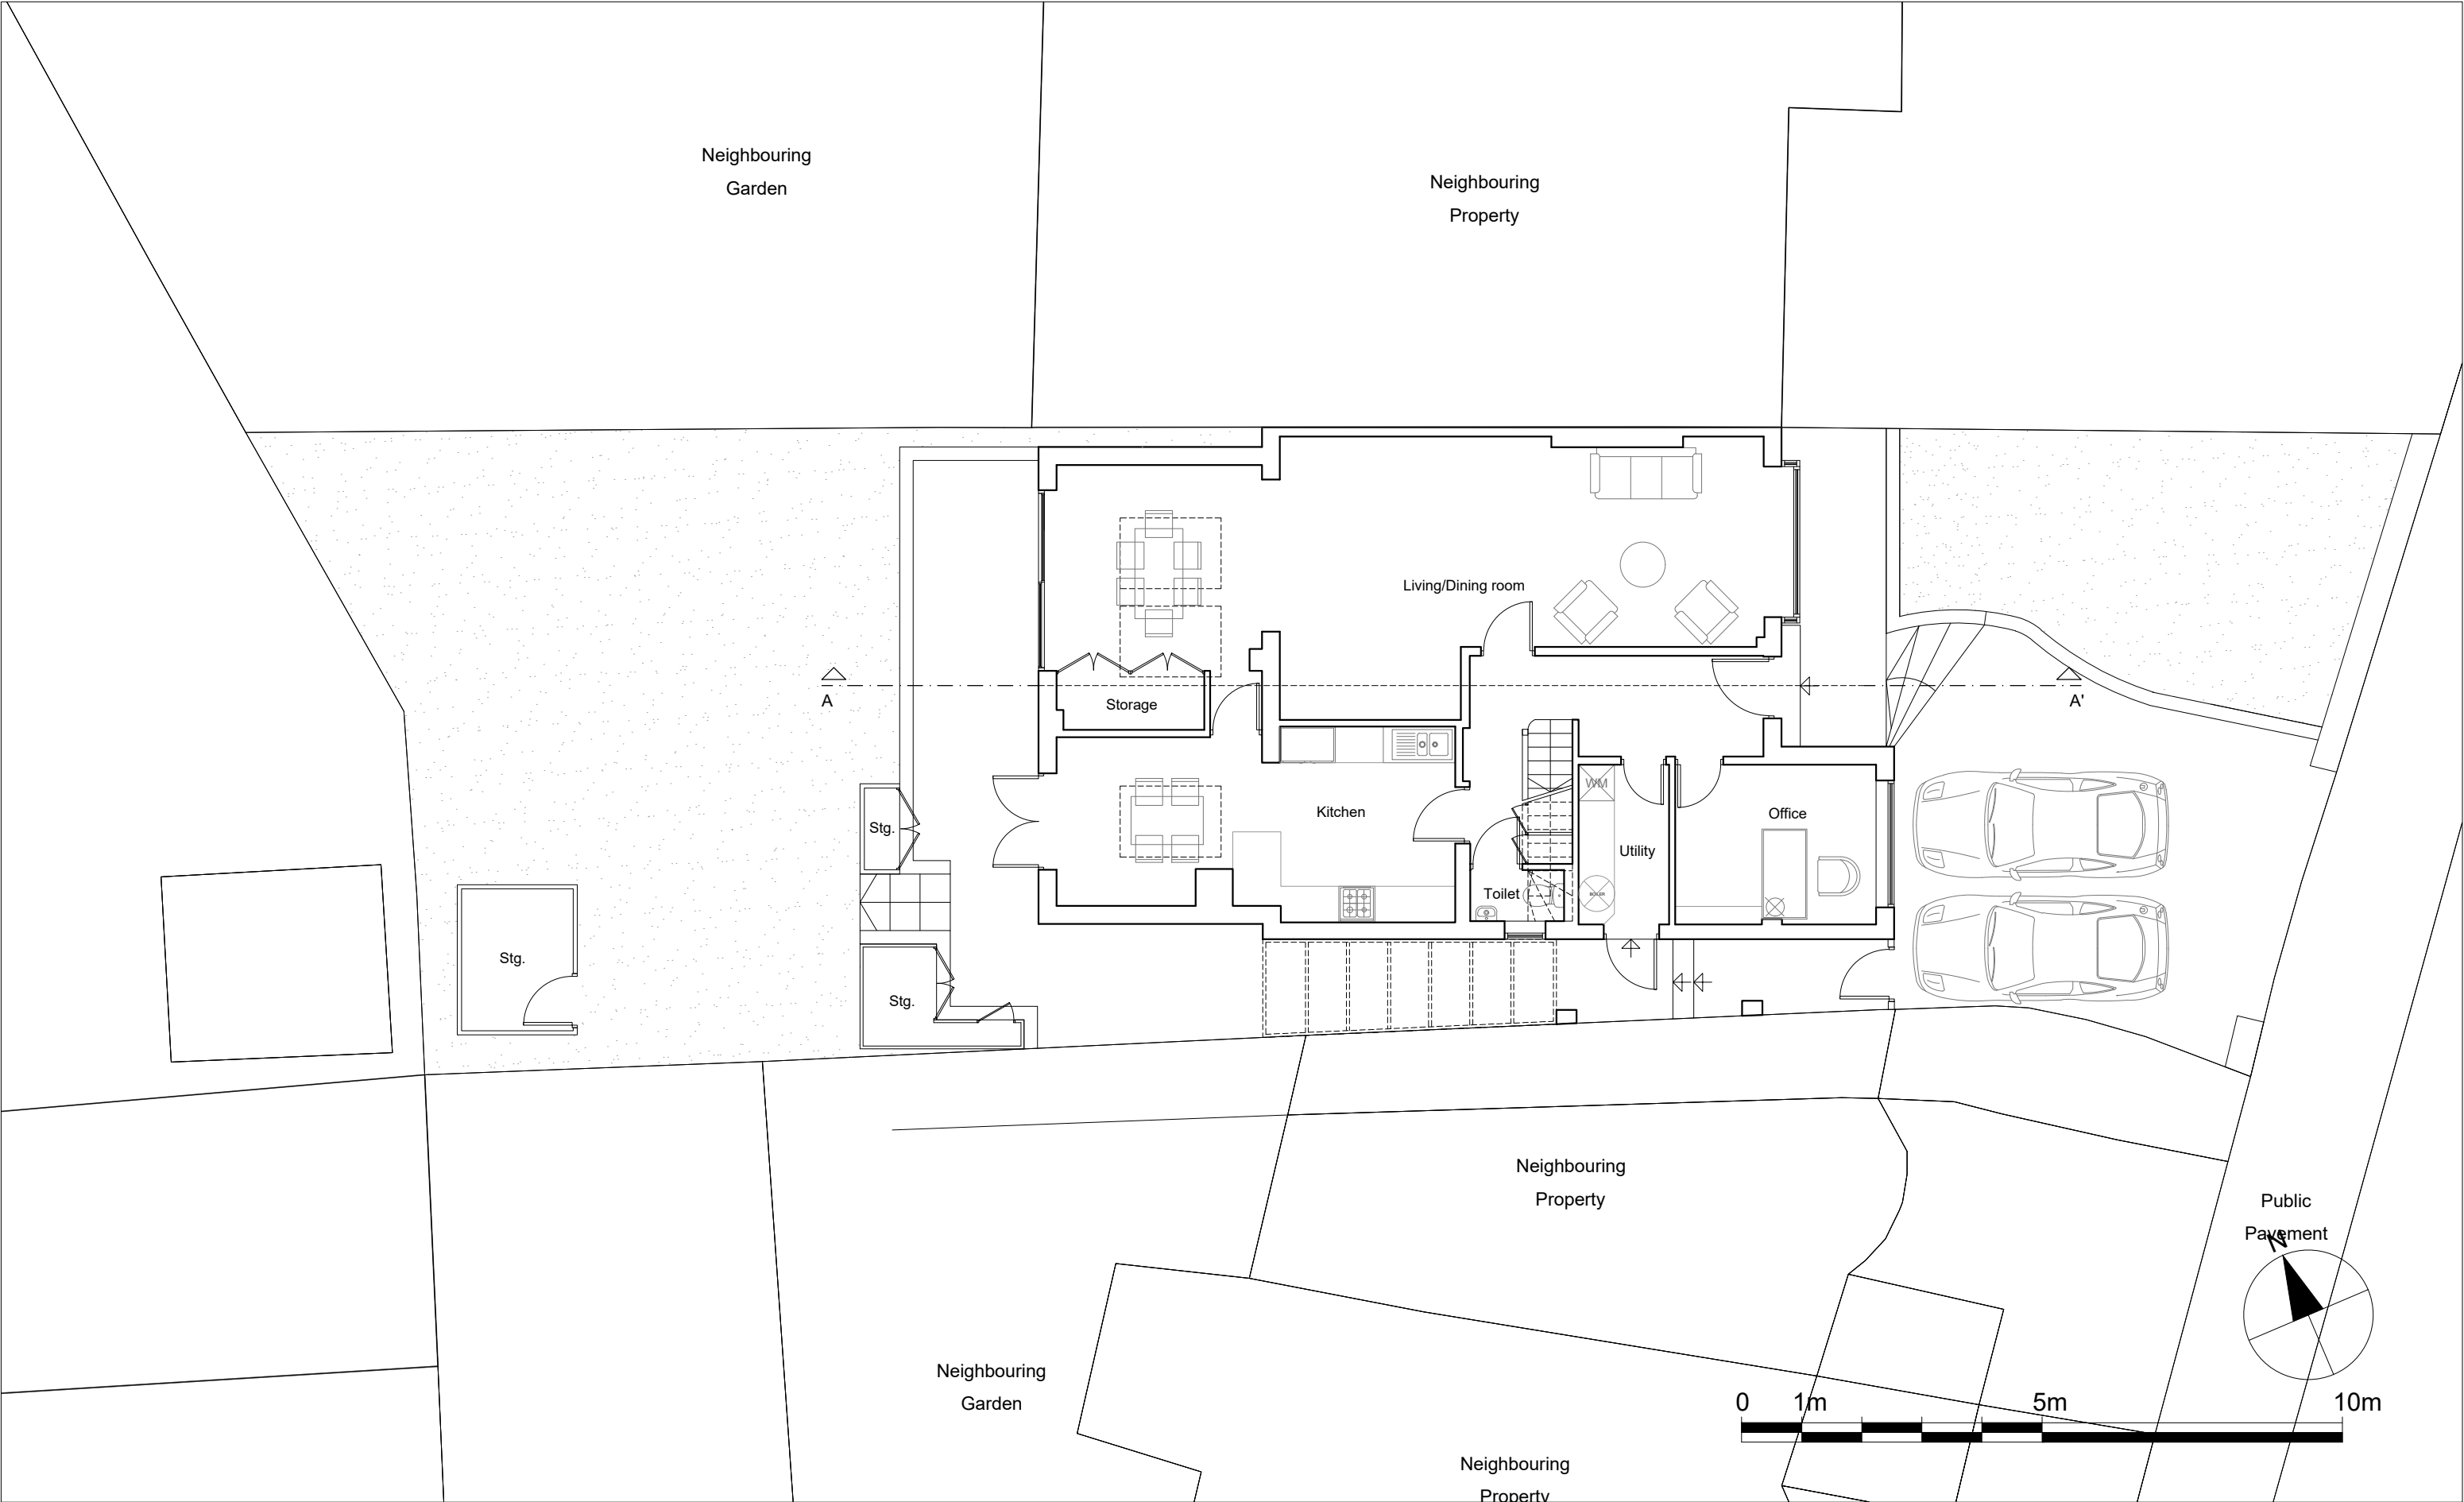 Neighbouring
Garden
Neighbouring
Property
Living/Dining room
A
Storage
A'
WM
Stg.
Kitchen
Office
Utility
Toilet
BOILER
Stg.
Stg.
Neighbouring
Property
Public
Pavement
N
Neighbouring
Garden
0 1m 5m 10m
Neighbouring
Property